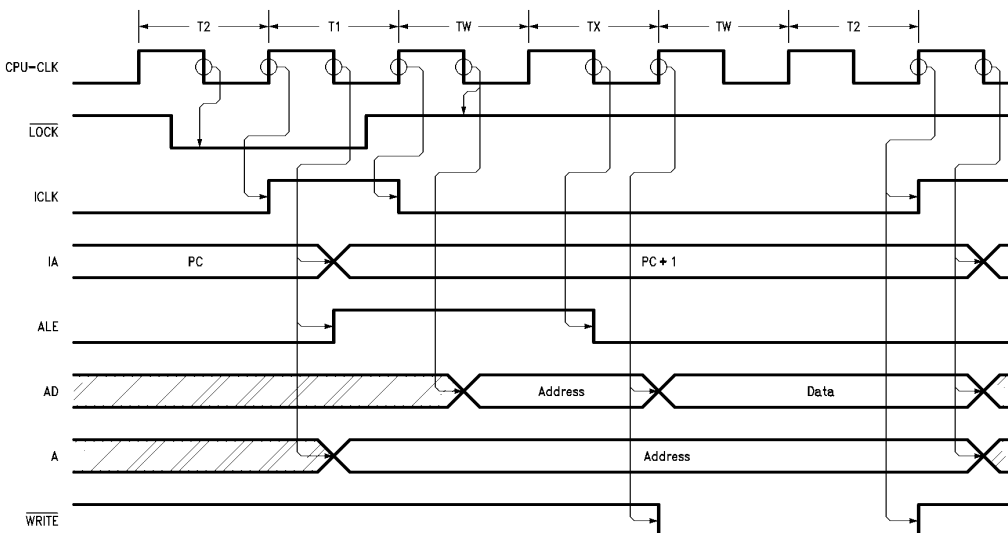 T2 T1 TW TX TW T2
CPU-CLK
LOCK
ICLK
IA PC PC + 1
ALE
AD Address Data
A Address
WRITE